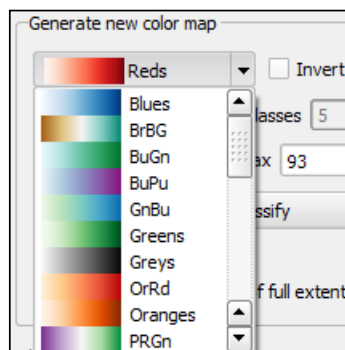 Generate new color map
Reds
Invert
Blues
lasses 5
BrBG
BuGn
ax 93
BuPu
GnBu
ssify
Greens
Greys
OrRd
f full extent
Oranges
PRGn